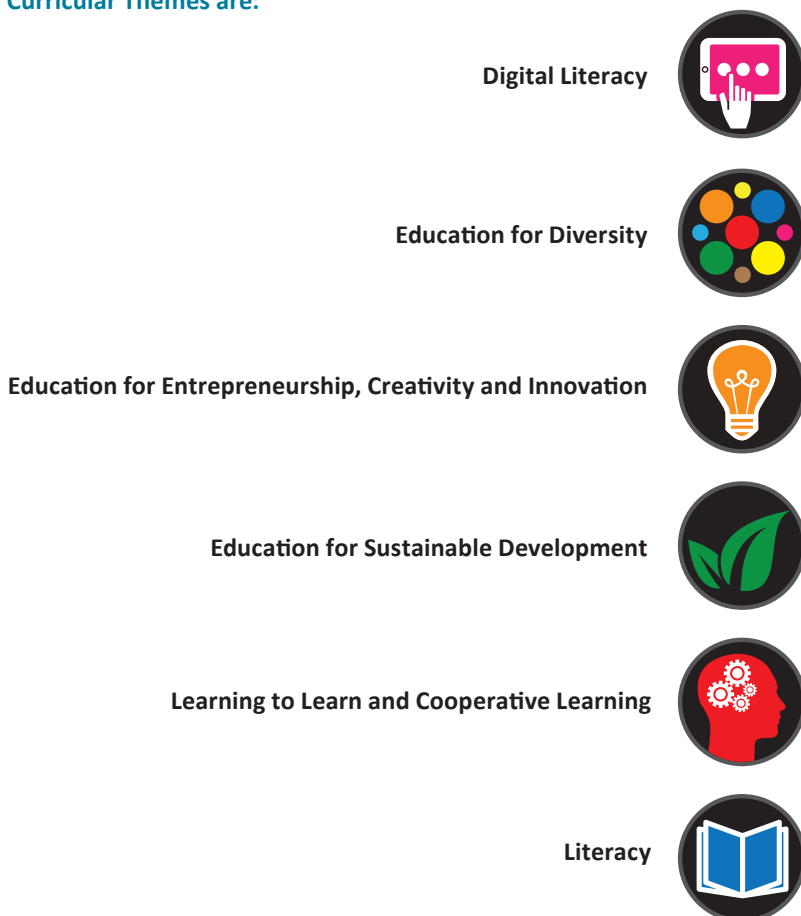 Curricular Themes are:
Digital Literacy
Education for Diversity
Education for Entrepreneurship, Creativity and Innovation
Education for Sustainable Development
Learning to Learn and Cooperative Learning
Literacy